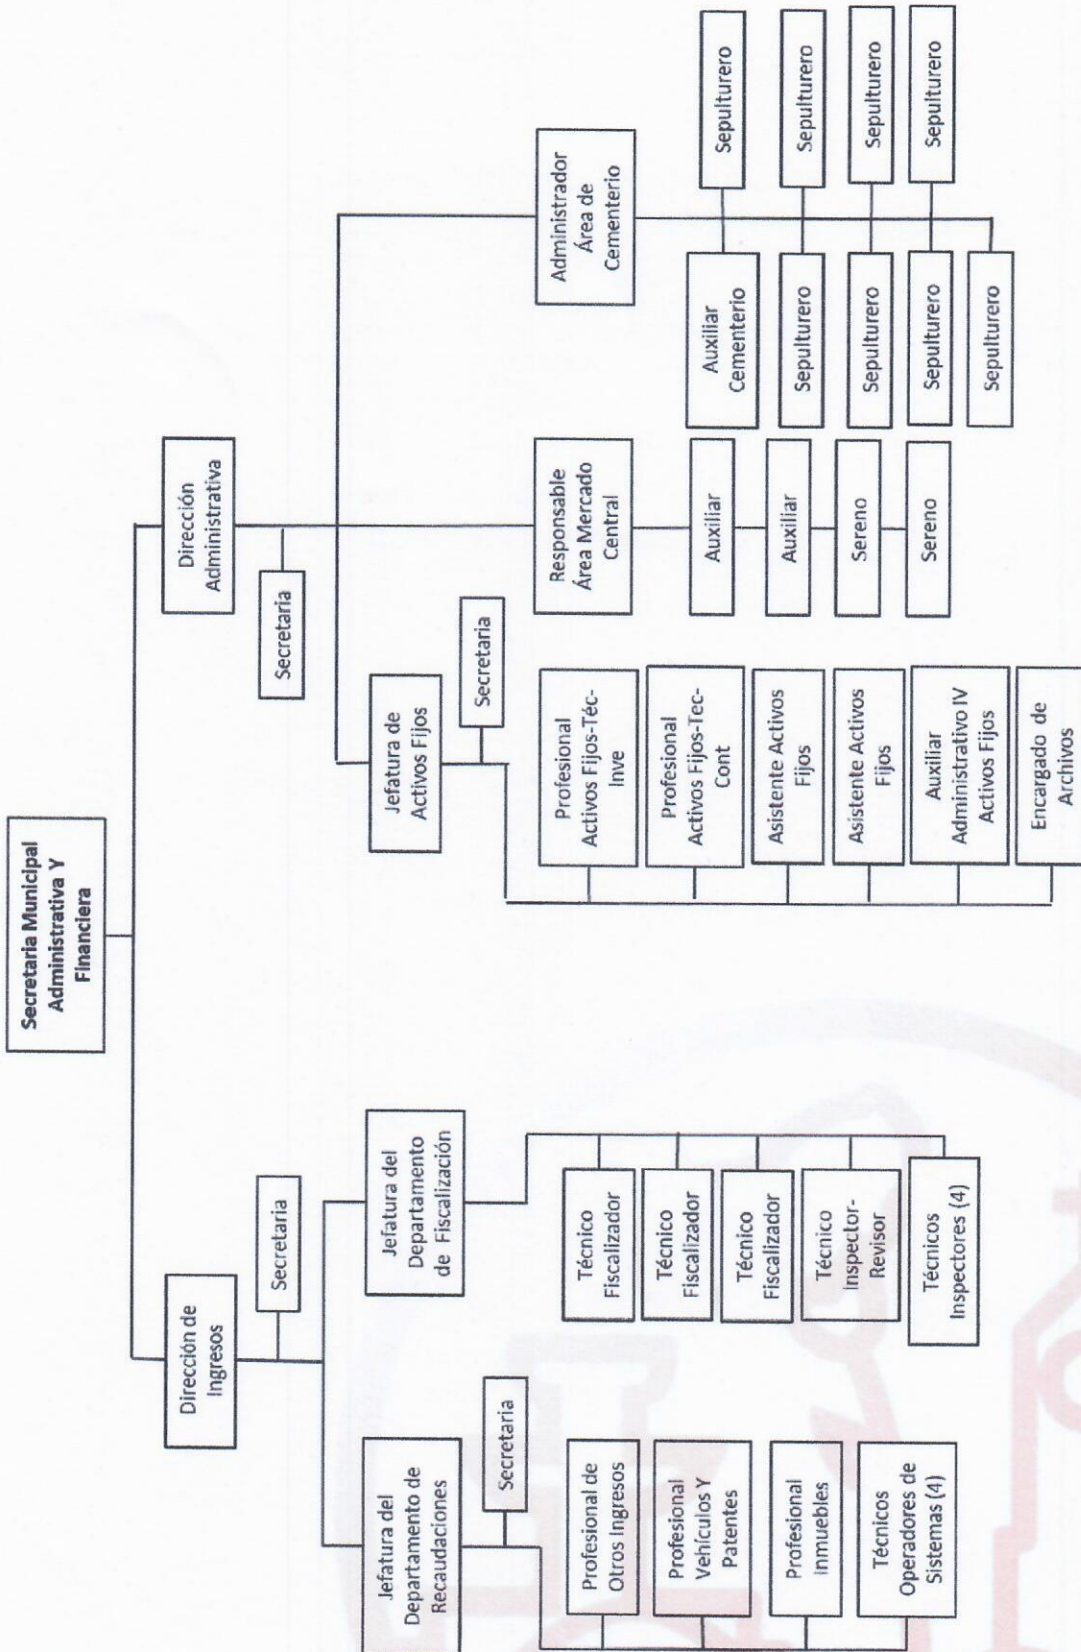 Secretaria Municipal
Administrativa Y
Financiera
Dirección de
Ingresos
Secretaria
Jefatura del
Departamento de
Recaudaciones
Secretaria
Profesional de
Otros Ingresos
Profesional
Vehículos Y
Patentes
Profesional
Inmuebles
Técnicos
Operadores de
Sistemas (4)
Jefatura del
Departamento
de Fiscalización
Técnico
Fiscalizador
Técnico
Fiscalizador
Técnico
Fiscalizador
Técnico
Inspector-
Revisor
Técnicos
Inspectores (4)
Dirección
Administrativa
Secretaria
Jefatura de
Activos Fijos
Secretaria
Profesional
Activos Fijos-Téc-
Inve
Profesional
Activos Fijos-Tec-
Cont
Asistente Activos
Fijos
Asistente Activos
Fijos
Auxiliar
Administrativo IV
Activos Fijos
Encargado de
Archivos
Responsable
Área Mercado
Central
Auxiliar
Auxiliar
Sereno
Sereno
Administrador
Área de
Cementerio
Auxiliar
Cementerio
Sepulturero
Sepulturero
Sepulturero
Sepulturero
Sepulturero
Sepulturero
Sepulturero
Sepulturero